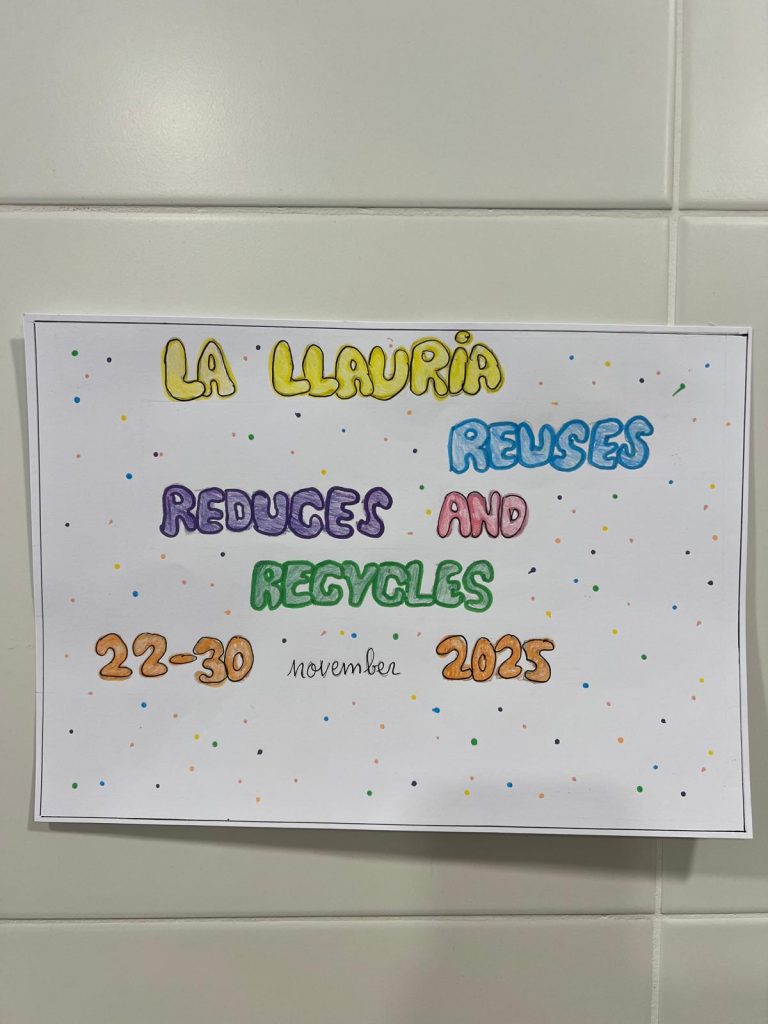 LA LLAURIA
REUSES
REDUCES AND
RECYCLES
22-30 november 2025